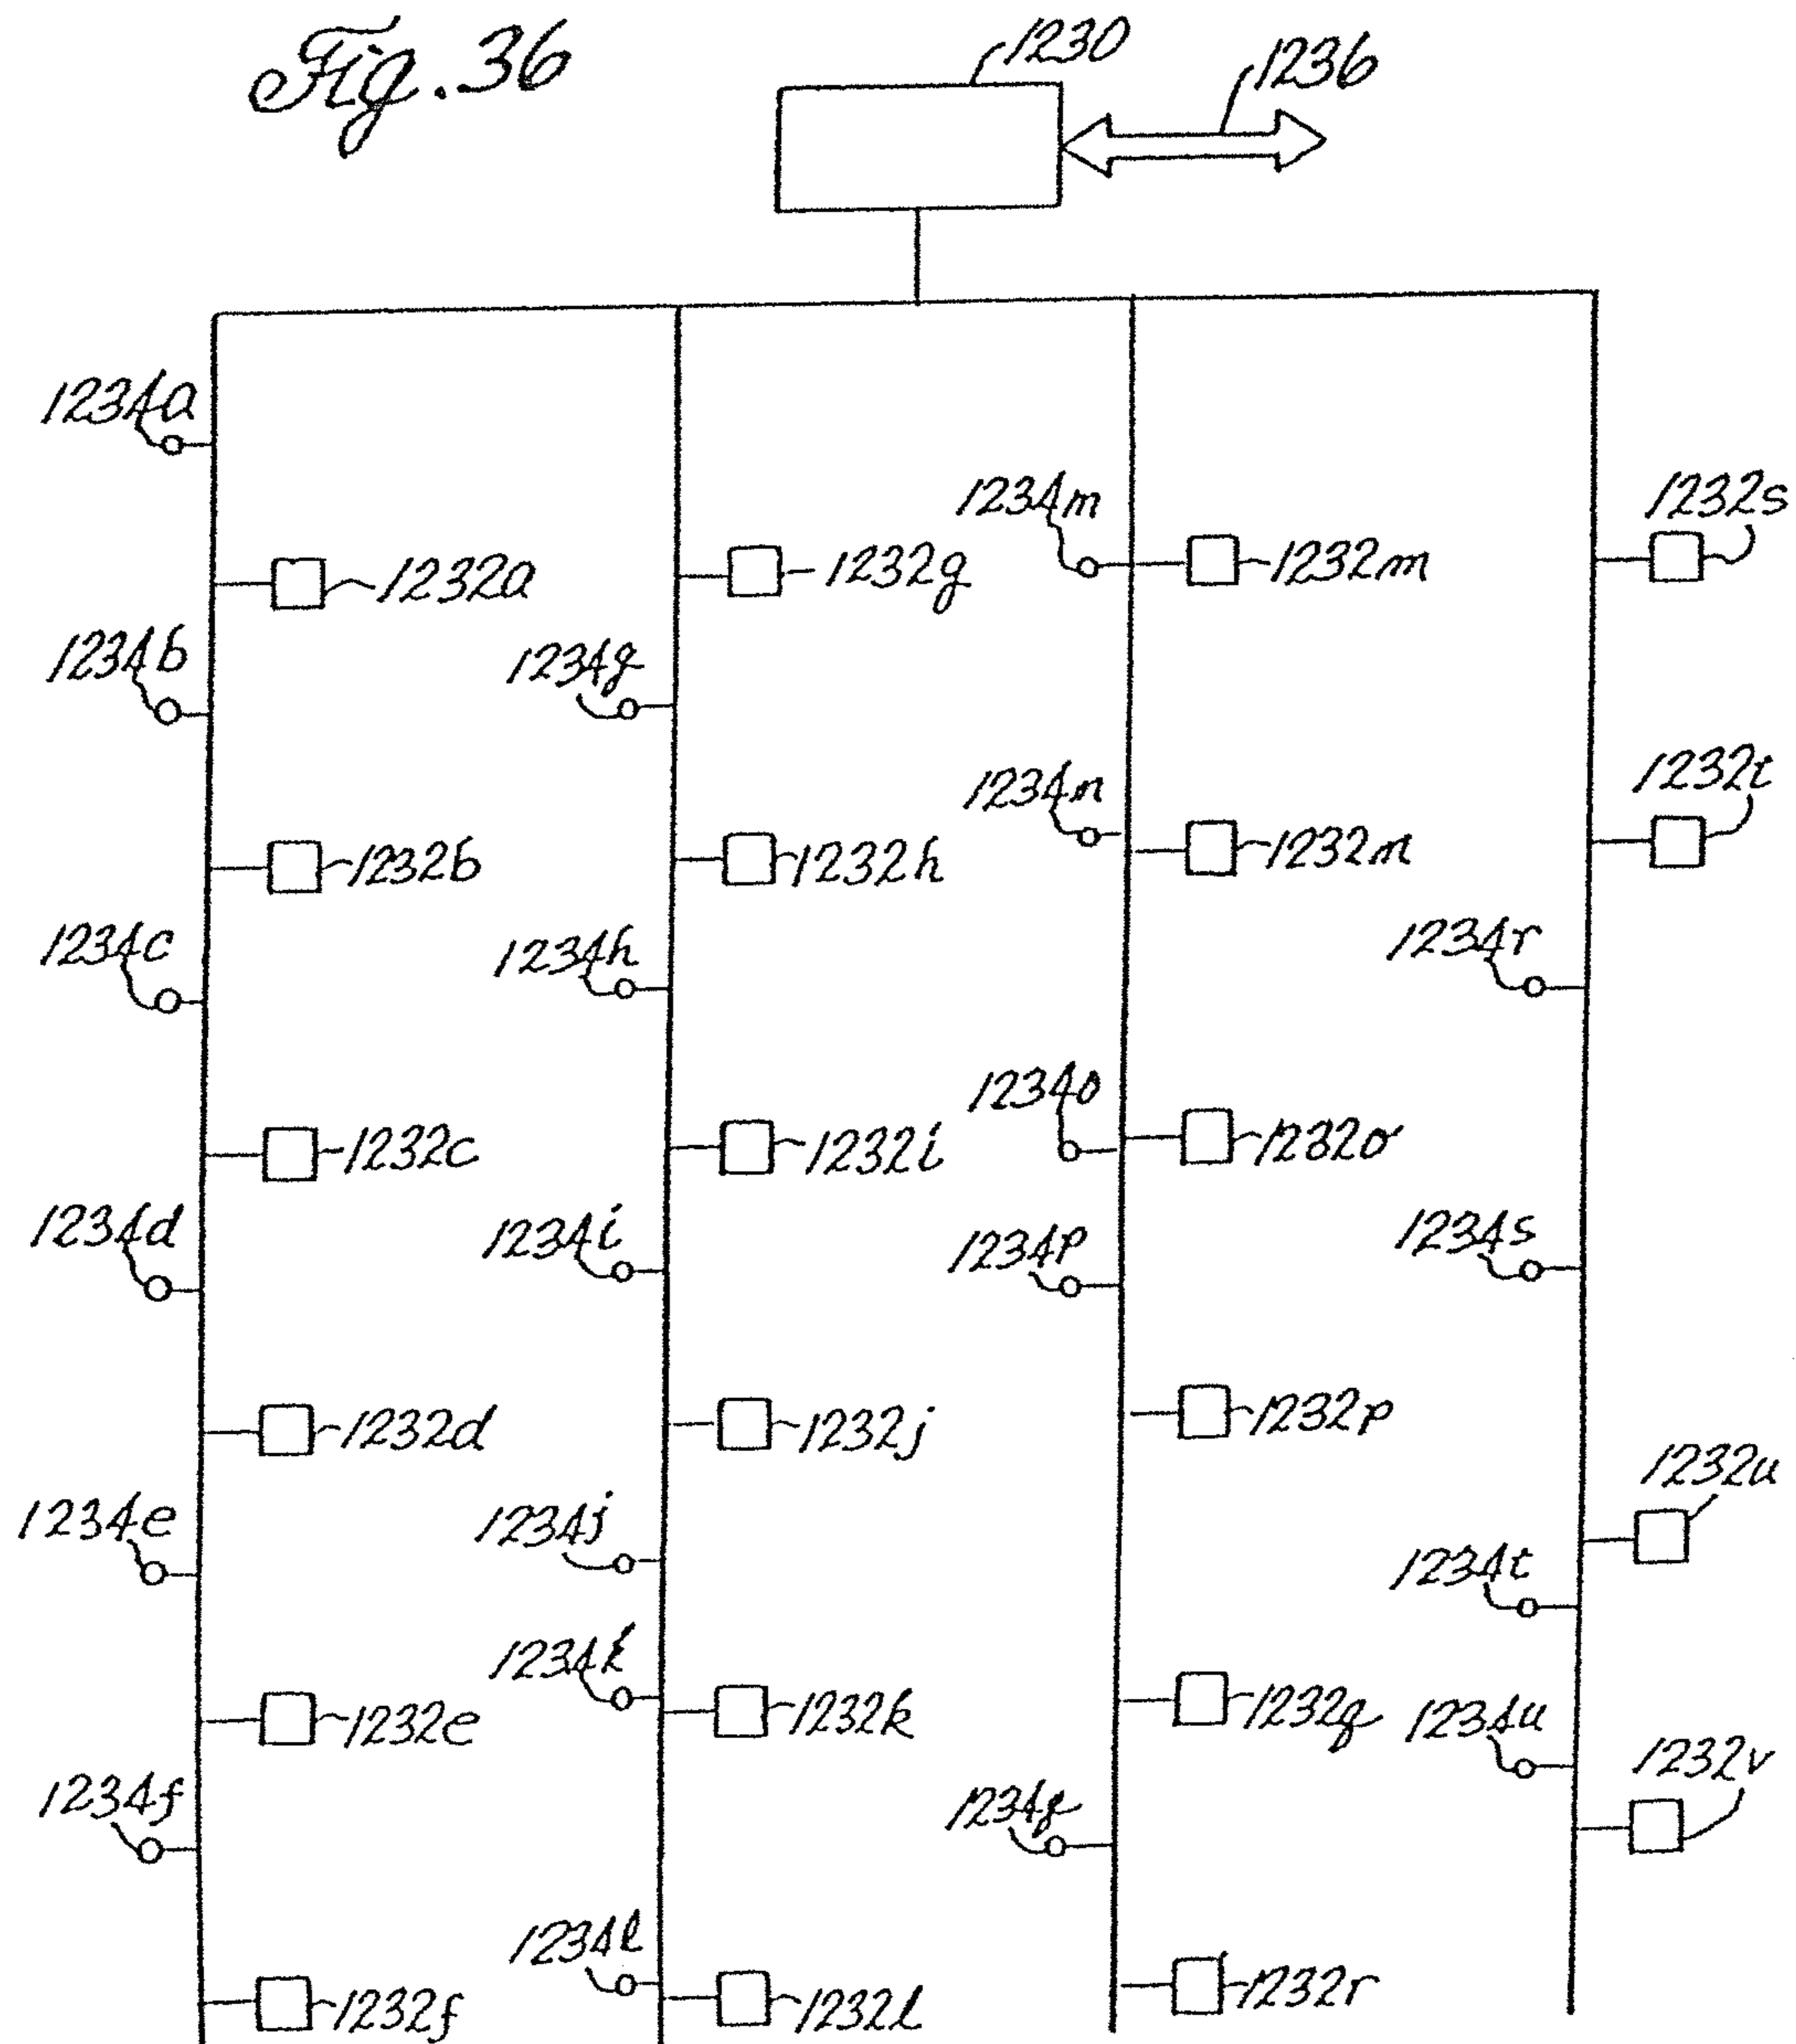 Fig. 36
1230
1236
1234a
1234m
1232s
1232a
1232g
1232m
1234b
1234g
1234n
1232t
1232b
1232h
1232n
1234c
1234h
1234r
1234o
1232c
1232i
1232o
1234d
1234i
1234p
1234s
1232d
1232j
1232p
1232u
1234e
1234j
1234t
1234k
1232e
1232k
1232q
1234u
1232v
1234f
1234q
1234l
1232f
1232l
1232r